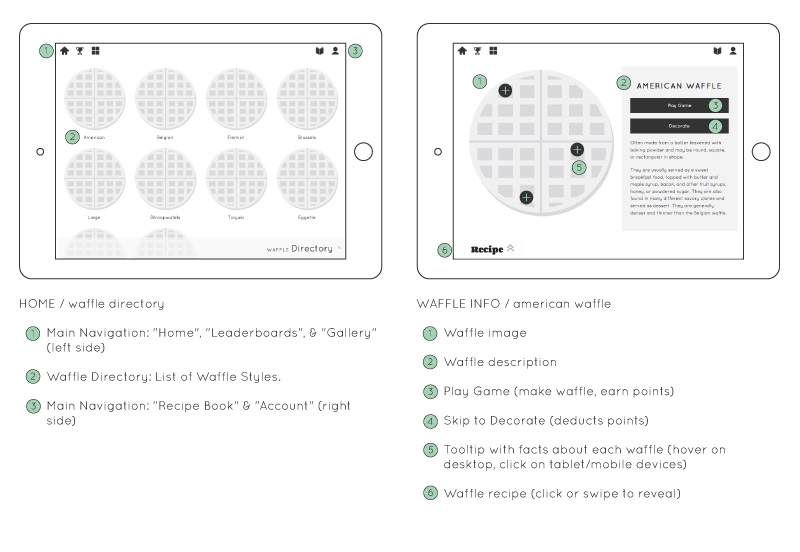 1
3
American
Belgian
Flemish
Brussels
2
Liege
Stroopwafels
Taiyaki
Eggette
WAFFLE Directory
HOME / waffle directory
1 Main Navigation: "Home", "Leaderboards", & "Gallery"
(left side)
2 Waffle Directory: List of Waffle Styles.
3 Main Navigation: "Recipe Book" & "Account" (right
side)
1
2 AMERICAN WAFFLE
Play Game 3
Decorate 4
Often made from a batter leavened with
baking powder and may be round, square,
or rectangular in shape.
They are usually served as a sweet
breakfast food, topped with butter and
maple syrup, bacon, and other fruit syrups,
honey, or powdered sugar. They are also
found in many different savory dishes and
served as dessert. They are generally
denser and thinner than the Belgian waffle.
5
6 Recipe
WAFFLE INFO / american waffle
1 Waffle image
2 Waffle description
3 Play Game (make waffle, earn points)
4 Skip to Decorate (deducts points)
5 Tooltip with facts about each waffle (hover on
desktop, click on tablet/mobile devices)
6 Waffle recipe (click or swipe to reveal)